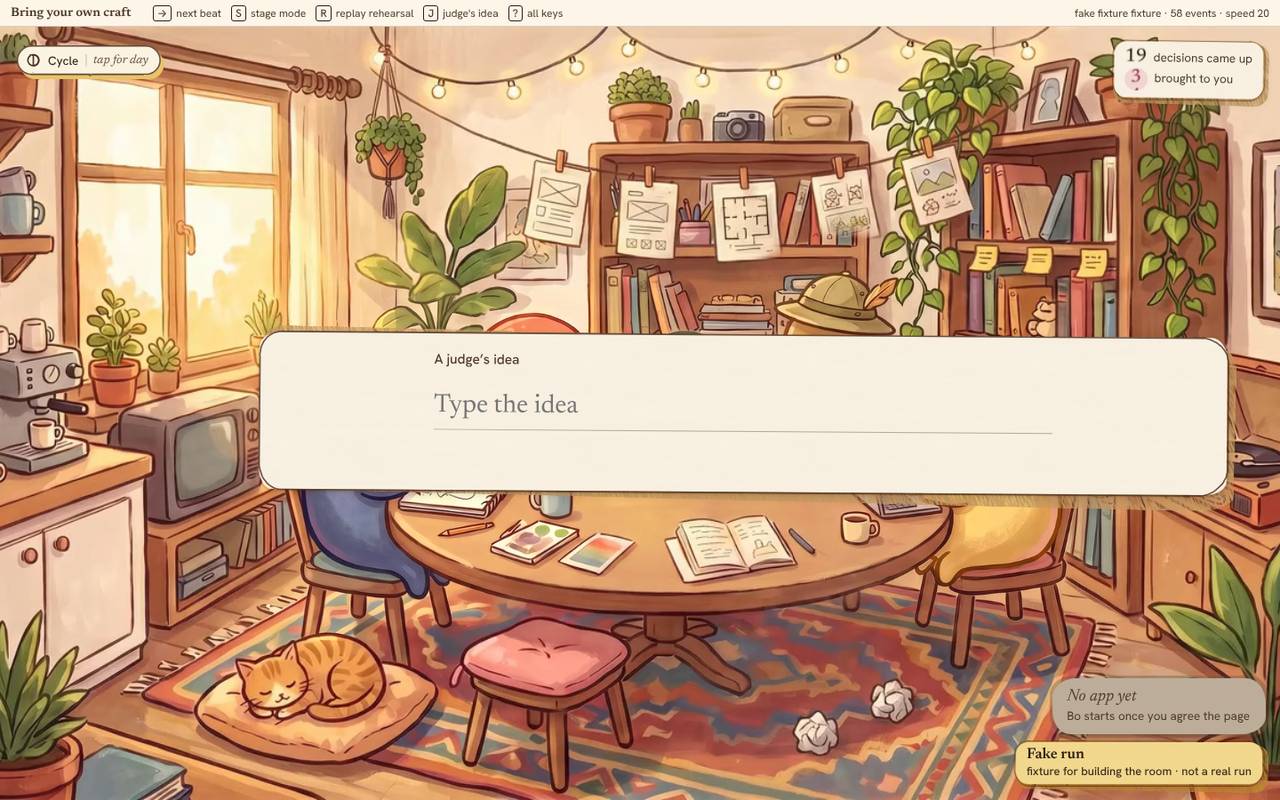 Bring your own craft
→ next beat S stage mode R replay rehearsal J judge's idea ? all keys
fake fixture fixture · 58 events · speed 20
Cycle | tap for day
19 decisions came up
3 brought to you
A judge’s idea
Type the idea
No app yet
Bo starts once you agree the page
Fake run
fixture for building the room · not a real run